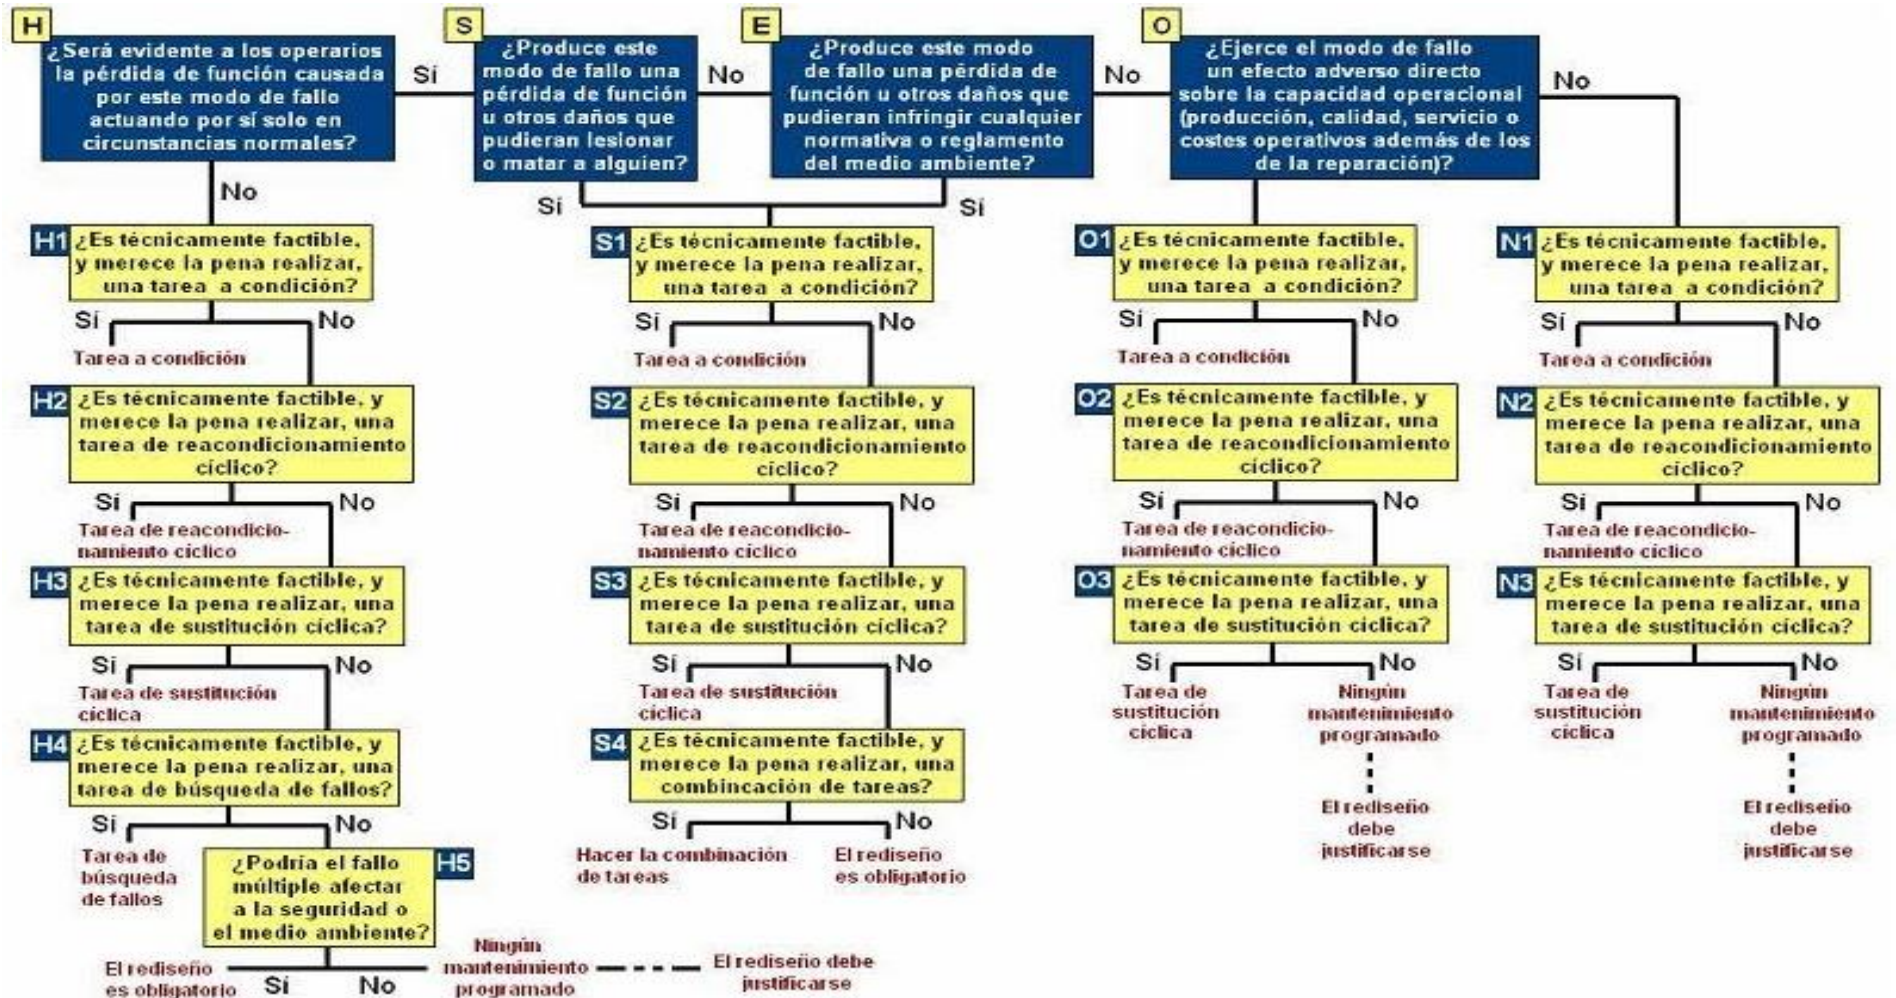 H
¿Será evidente a los operarios
la pérdida de función causada
por este modo de fallo
actuando por sí solo en
circunstancias normales?
Sí
No
S
¿Produce este
modo de fallo una
pérdida de función
u otros daños que
pudieran lesionar
o matar a alguien?
No
Sí
E
¿Produce este modo
de fallo una pérdida de
función u otros daños que
pudieran infringir cualquier
normativa o reglamento
del medio ambiente?
No
Sí
O
¿Ejerce el modo de fallo
un efecto adverso directo
sobre la capacidad operacional
(producción, calidad, servicio o
costes operativos además de los
de la reparación)?
No
H1
¿Es técnicamente factible,
y merece la pena realizar,
una tarea a condición?
Sí
No
Tarea a condición
H2
¿Es técnicamente factible, y
merece la pena realizar, una
tarea de reacondicionamiento
cíclico?
Sí
No
Tarea de reacondicio-
namiento cíclico
H3
¿Es técnicamente factible, y
merece la pena realizar, una
tarea de sustitución cíclica?
Sí
No
Tarea de sustitución
cíclica
H4
¿Es técnicamente factible, y
merece la pena realizar, una
tarea de búsqueda de fallos?
Sí
No
Tarea de
búsqueda
de fallos
H5
¿Podría el fallo
múltiple afectar
a la seguridad o
el medio ambiente?
El rediseño
es obligatorio
Sí
No
Ningún
mantenimiento
programado
El rediseño debe
justificarse
S1
¿Es técnicamente factible,
y merece la pena realizar,
una tarea a condición?
Sí
No
Tarea a condición
S2
¿Es técnicamente factible, y
merece la pena realizar, una
tarea de reacondicionamiento
cíclico?
Sí
No
Tarea de reacondicio-
namiento cíclico
S3
¿Es técnicamente factible, y
merece la pena realizar, una
tarea de sustitución cíclica?
Sí
No
Tarea de sustitución
cíclica
S4
¿Es técnicamente factible, y
merece la pena realizar, una
combincación de tareas?
Sí
No
Hacer la combinación
de tareas
El rediseño
es obligatorio
O1
¿Es técnicamente factible,
y merece la pena realizar,
una tarea a condición?
Sí
No
Tarea a condición
O2
¿Es técnicamente factible, y
merece la pena realizar, una
tarea de reacondicionamiento
cíclico?
Sí
No
Tarea de reacondicio-
namiento cíclico
O3
¿Es técnicamente factible, y
merece la pena realizar, una
tarea de sustitución cíclica?
Sí
No
Tarea de
sustitución
cíclica
Ningún
mantenimiento
programado
El rediseño
debe
justificarse
N1
¿Es técnicamente factible,
y merece la pena realizar,
una tarea a condición?
Sí
No
Tarea a condición
N2
¿Es técnicamente factible, y
merece la pena realizar, una
tarea de reacondicionamiento
cíclico?
Sí
No
Tarea de reacondicio-
namiento cíclico
N3
¿Es técnicamente factible, y
merece la pena realizar, una
tarea de sustitución cíclica?
Sí
No
Tarea de
sustitución
cíclica
Ningún
mantenimiento
programado
El rediseño
debe
justificarse